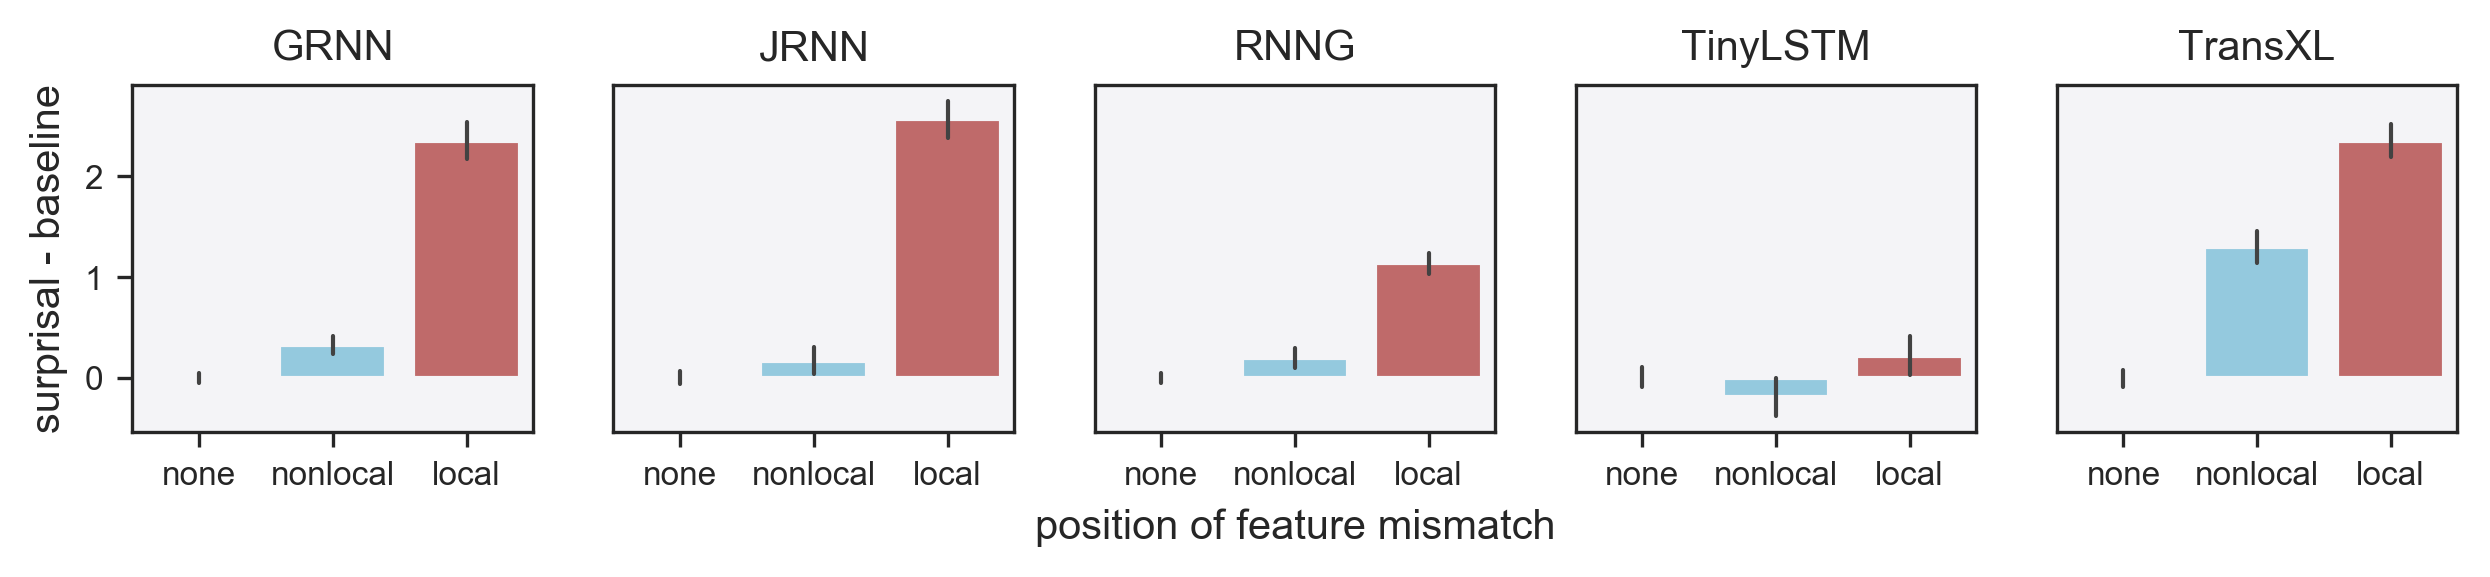 GRNN JRNN RNNG TinyLSTM TransXL
surprisal - baseline
2
1
0
none nonlocal local none nonlocal local none nonlocal local none nonlocal local none nonlocal local
position of feature mismatch